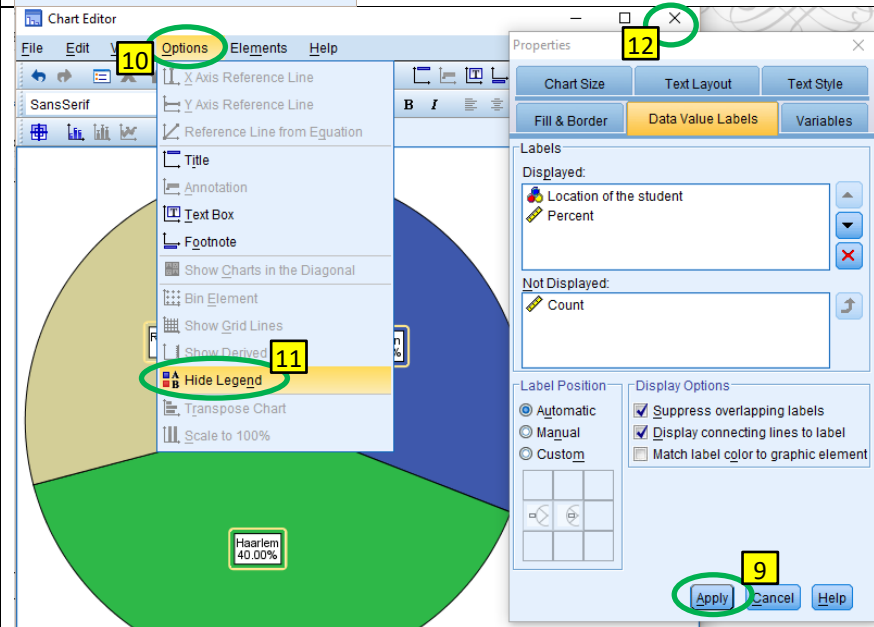 Chart Editor
File Edit V Options Elements Help
10
12
SansSerif
B I
X Axis Reference Line
Y Axis Reference Line
Reference Line from Equation
Title
Annotation
Text Box
Footnote
Show Charts in the Diagonal
Bin Element
Show Grid Lines
Show Derived
11
Hide Legend
Transpose Chart
Scale to 100%
R
n
%
Haarlem
40.00%
Properties
Chart Size Text Layout Text Style
Fill & Border Data Value Labels Variables
Labels
Displayed:
Location of the student
Percent
Not Displayed:
Count
Label Position
Automatic
Manual
Custom
Display Options
Suppress overlapping labels
Display connecting lines to label
Match label color to graphic element
9
Apply Cancel Help